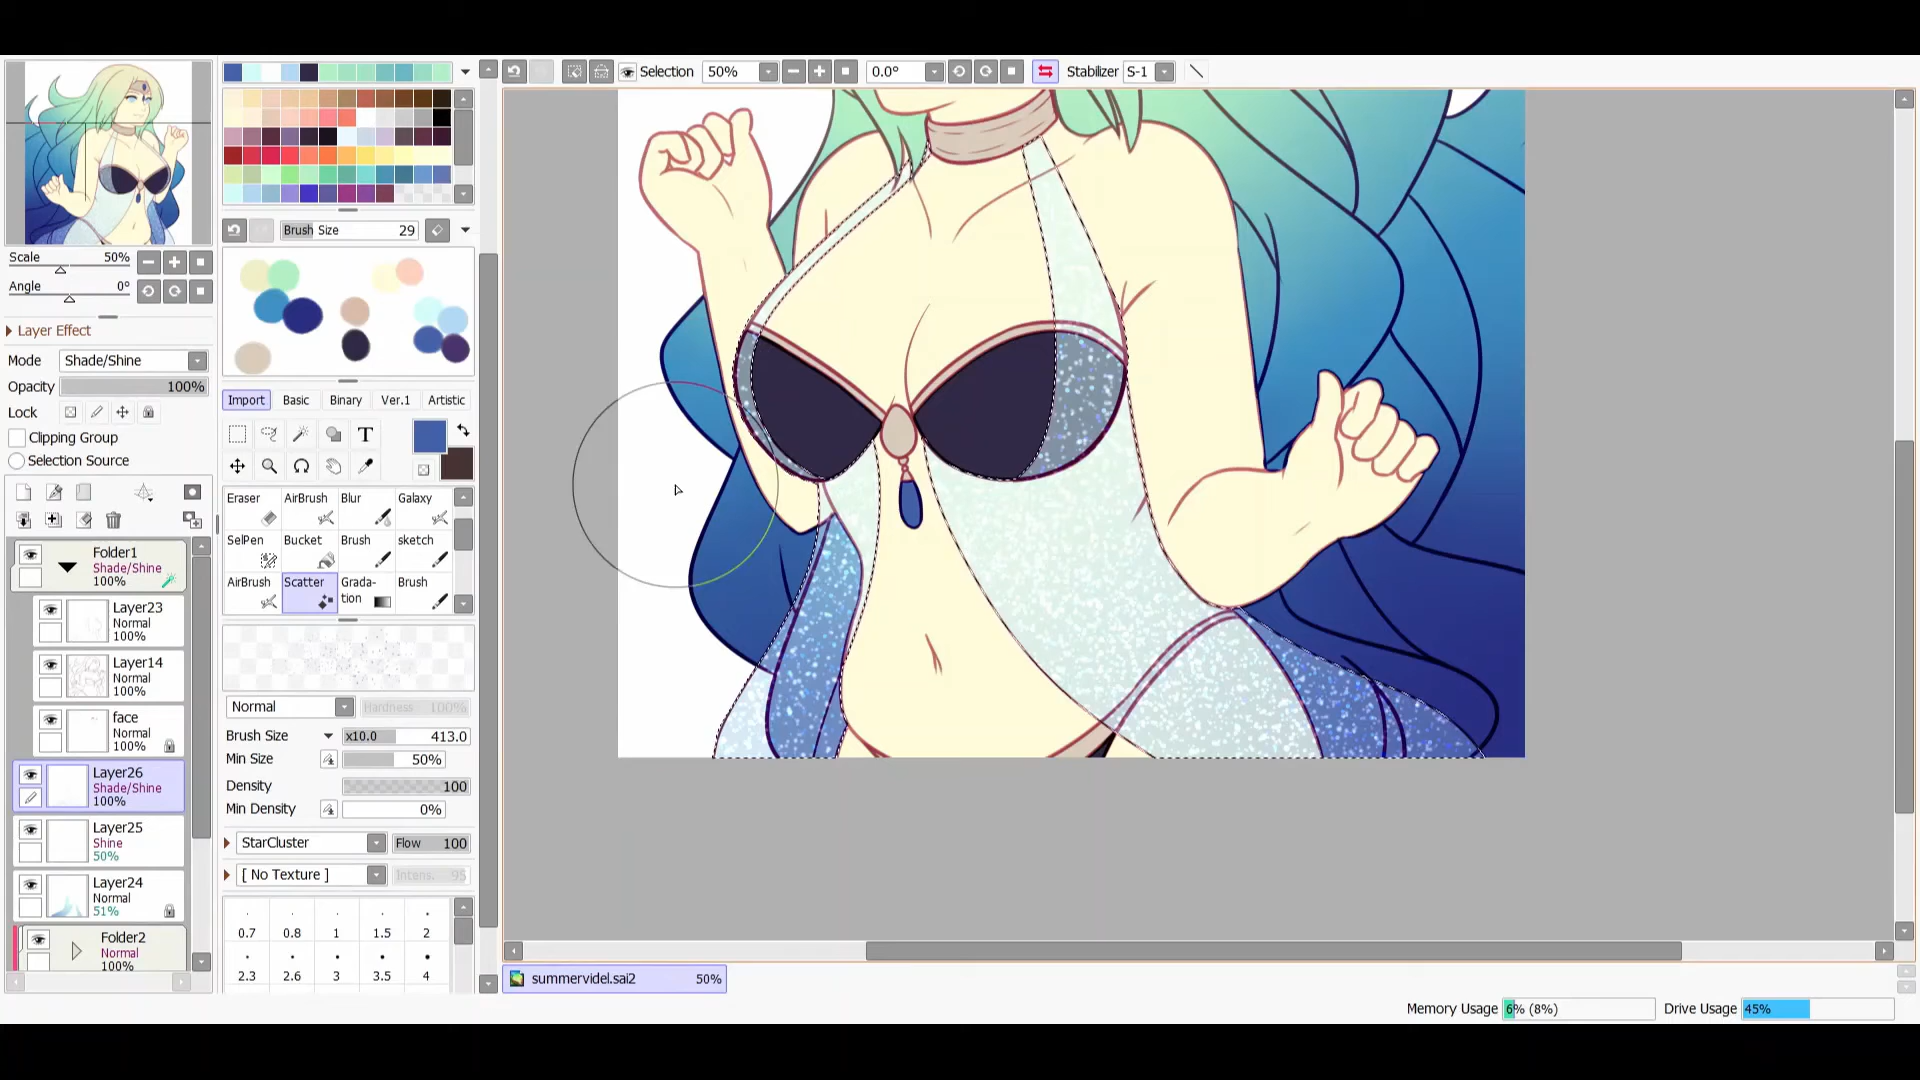 Selection 50% 0.0° Stabilizer S-1
Brush Size 29
Scale 50%
Angle 0°
Layer Effect
Mode Shade/Shine
Opacity 100%
Lock
Clipping Group
Selection Source
Import Basic Binary Ver.1 Artistic
T
Eraser AirBrush Blur Galaxy
SelPen Bucket Brush sketch
AirBrush Scatter Grada-
tion Brush
Folder1
Shade/Shine
100%
Layer23
Normal
100%
Layer14
Normal
100%
face
Normal
100%
Layer26
Shade/Shine
100%
Layer25
Shine
50%
Layer24
Normal
51%
Folder2
Normal
100%
Normal Hardness 100%
Brush Size x10.0 413.0
Min Size 50%
Density 100
Min Density 0%
StarCluster Flow 100
[ No Texture ] Intens. 95
0.7 0.8 1 1.5 2
2.3 2.6 3 3.5 4
summervidel.sai2 50%
Memory Usage 6% (8%) Drive Usage 45%